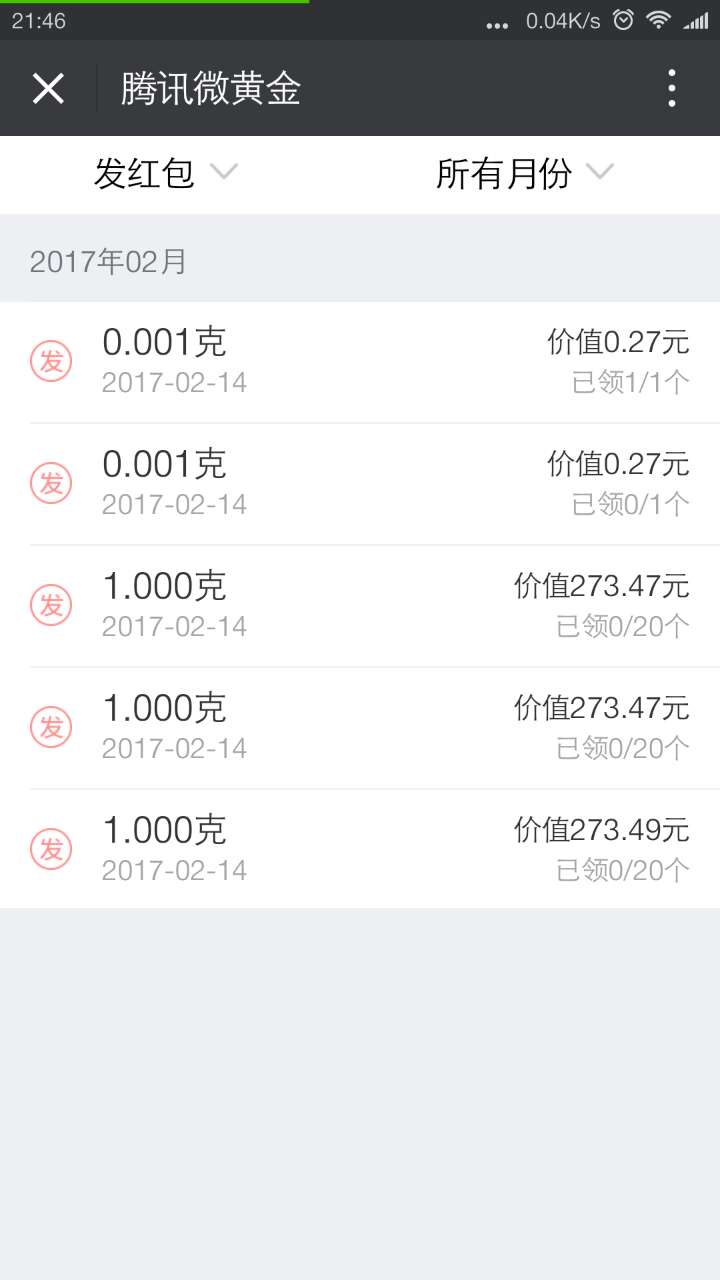 21:46 ... 0.04K/s
腾讯微黄金
发红包 所有月份
2017年02月
发 0.001克 价值0.27元
2017-02-14 已领1/1个
发 0.001克 价值0.27元
2017-02-14 已领0/1个
发 1.000克 价值273.47元
2017-02-14 已领0/20个
发 1.000克 价值273.47元
2017-02-14 已领0/20个
发 1.000克 价值273.49元
2017-02-14 已领0/20个